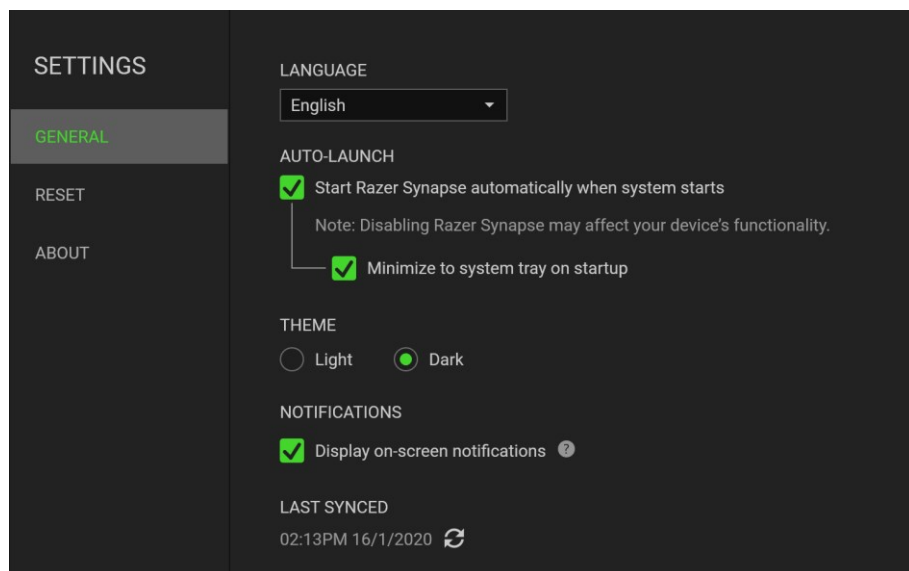 SETTINGS
GENERAL
RESET
ABOUT
LANGUAGE
English
AUTO-LAUNCH
Start Razer Synapse automatically when system starts
Note: Disabling Razer Synapse may affect your device’s functionality.
Minimize to system tray on startup
THEME
Light Dark
NOTIFICATIONS
Display on-screen notifications ?
LAST SYNCED
02:13PM 16/1/2020